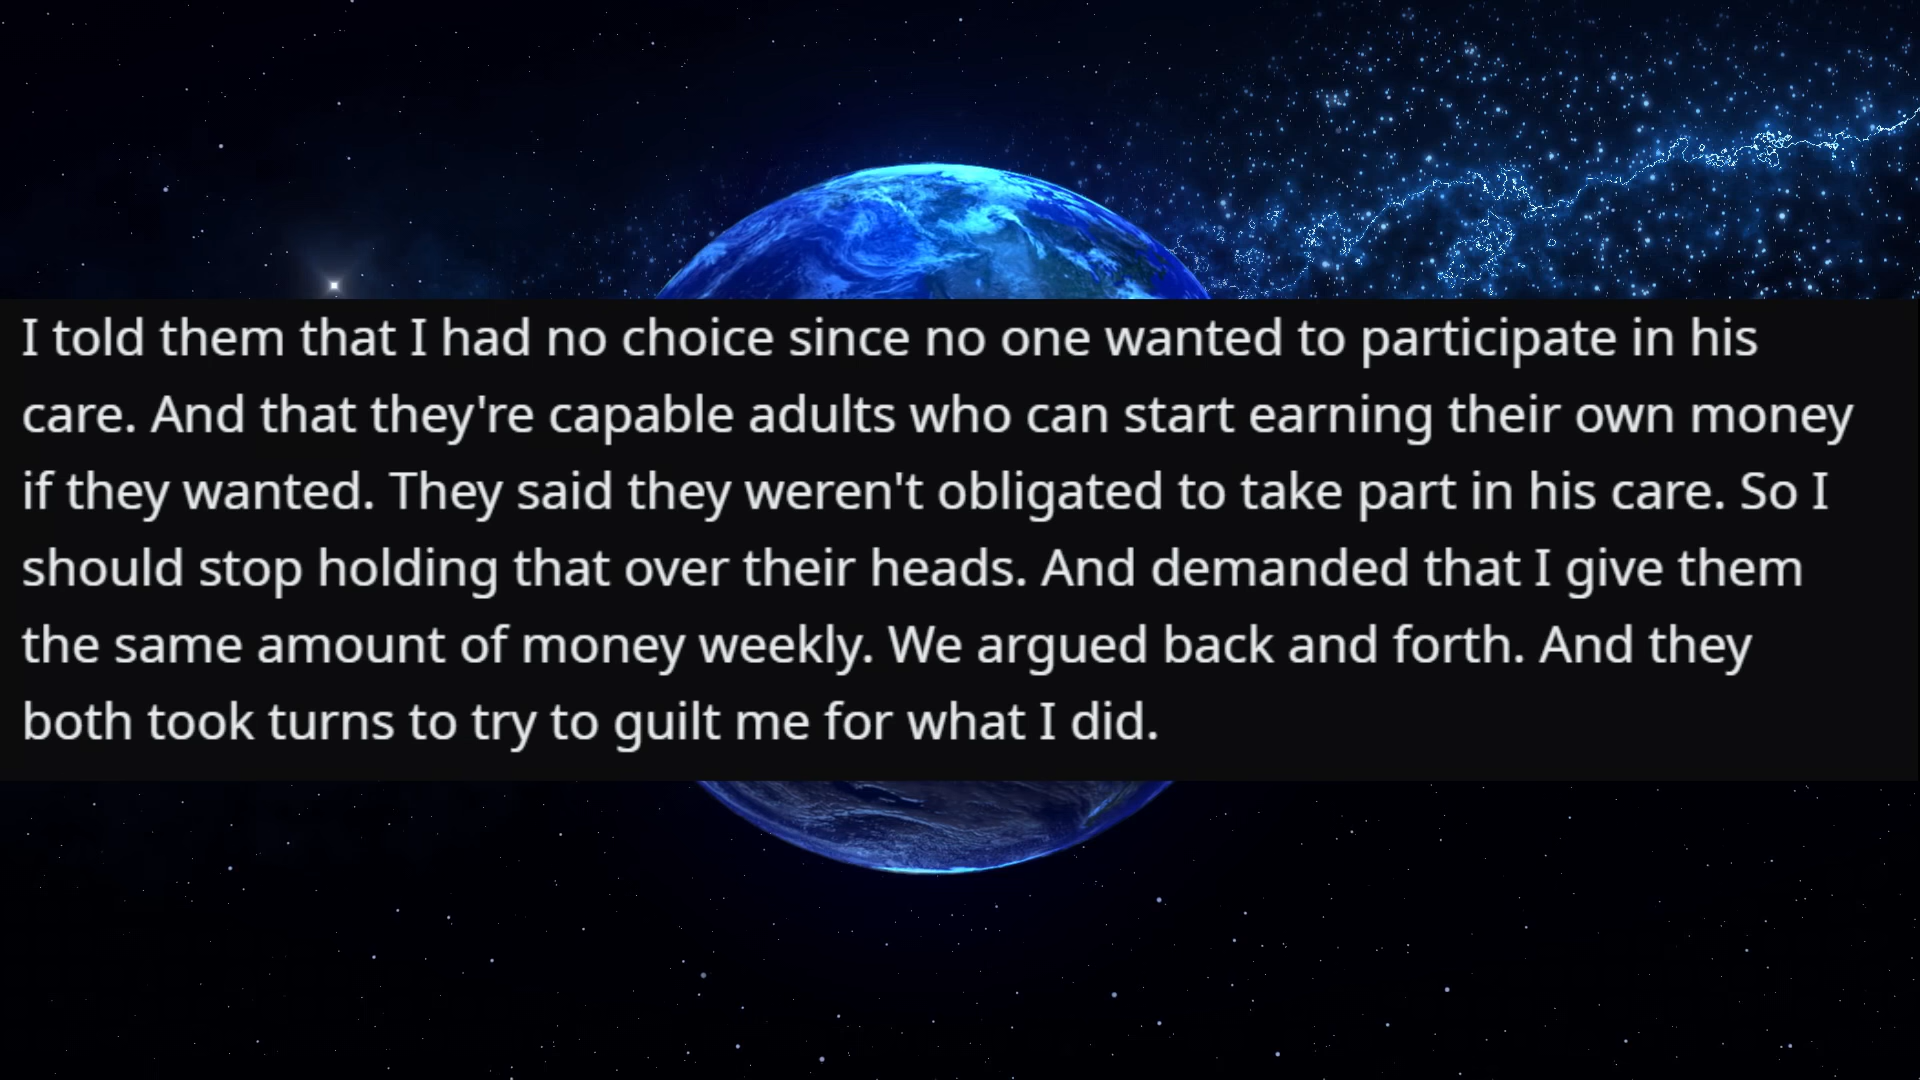 I told them that I had no choice since no one wanted to participate in his
care. And that they're capable adults who can start earning their own money
if they wanted. They said they weren't obligated to take part in his care. So I
should stop holding that over their heads. And demanded that I give them
the same amount of money weekly. We argued back and forth. And they
both took turns to try to guilt me for what I did.